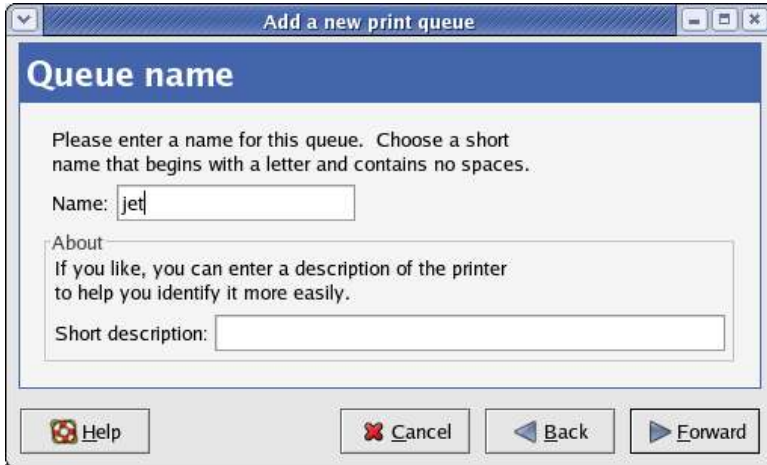 Add a new print queue
Queue name
Please enter a name for this queue.  Choose a short
name that begins with a letter and contains no spaces.
Name: jet
About
If you like, you can enter a description of the printer
to help you identify it more easily.
Short description:
Help Cancel Back Forward